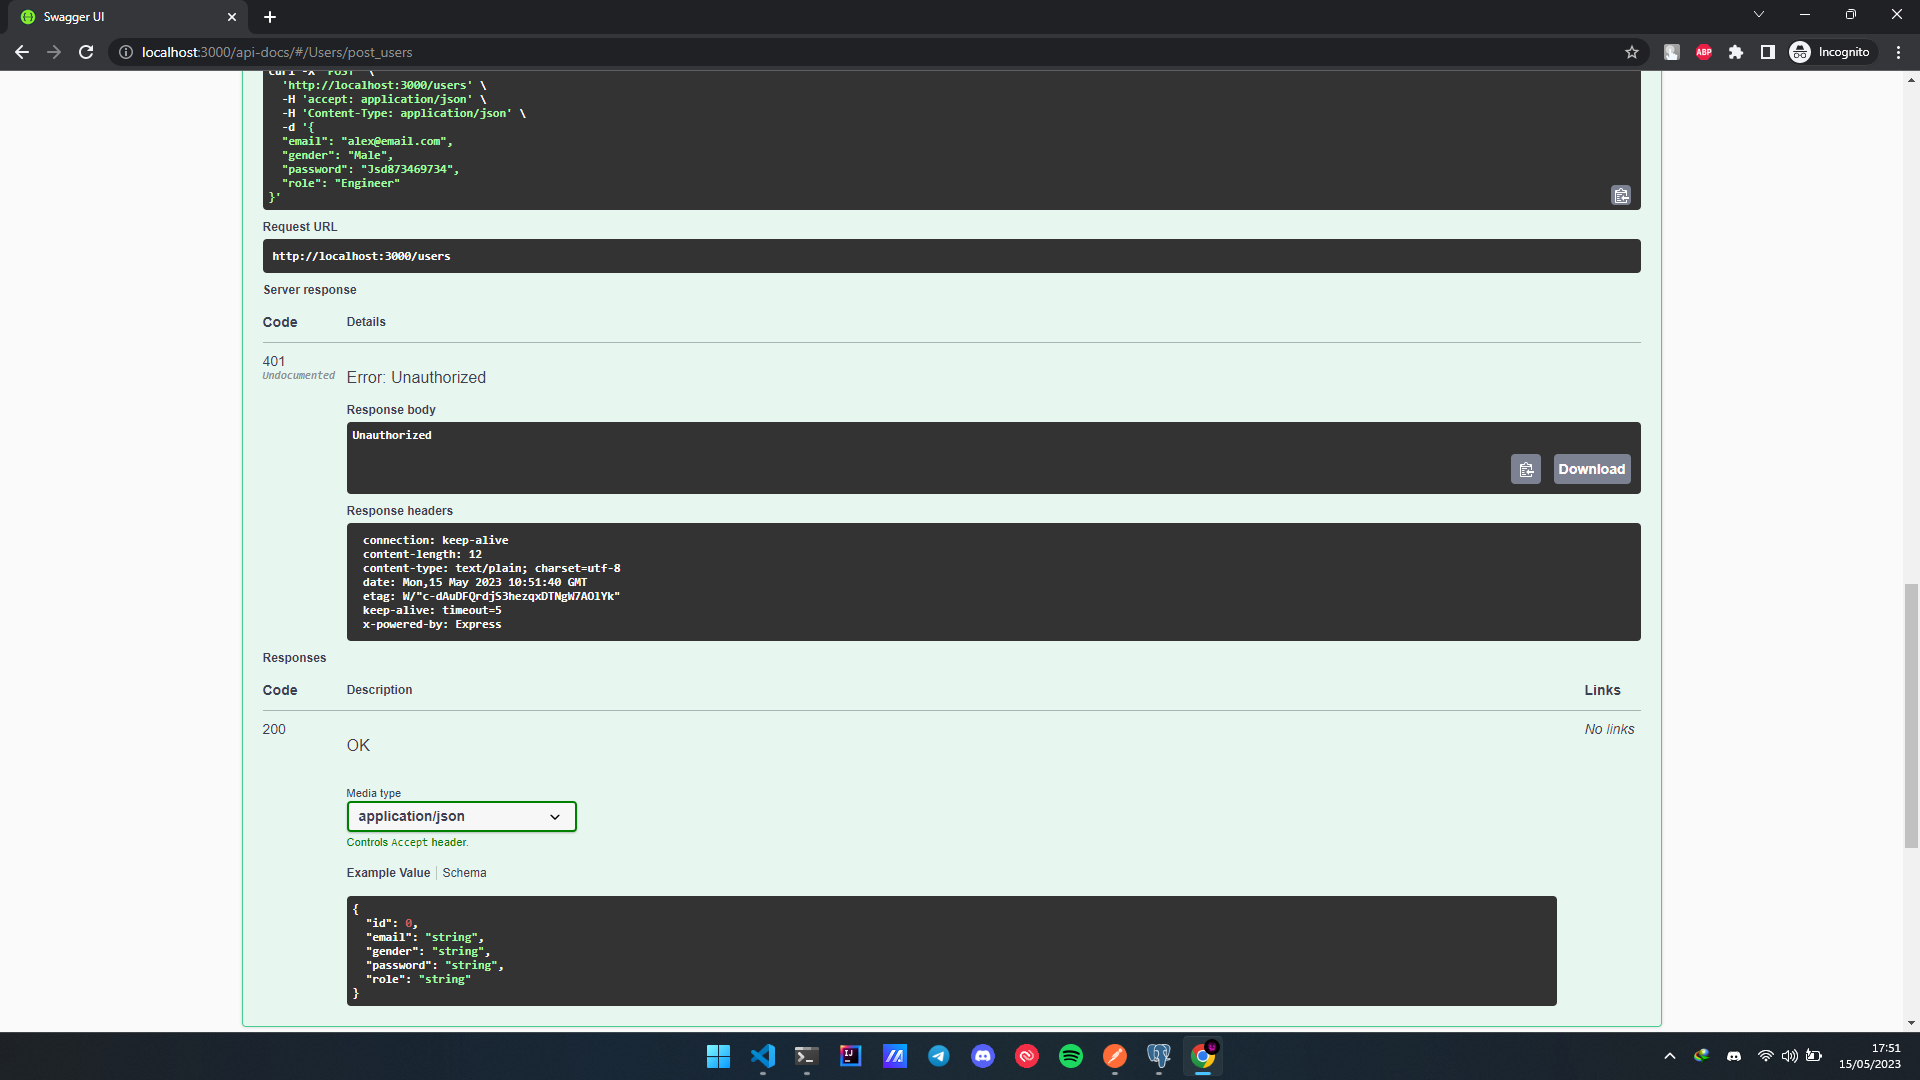 Swagger UI
localhost:3000/api-docs/#/Users/post_users
ABP
Incognito
curl -X 'POST' \
'http://localhost:3000/users' \
-H 'accept: application/json' \
-H 'Content-Type: application/json' \
-d '{
"email": "alex@email.com",
"gender": "Male",
"password": "Jsd873469734",
"role": "Engineer"
}'
Request URL
http://localhost:3000/users
Server response
Code Details
401
Undocumented
Error: Unauthorized
Response body
Unauthorized
Download
Response headers
connection: keep-alive
content-length: 12
content-type: text/plain; charset=utf-8
date: Mon,15 May 2023 10:51:40 GMT
etag: W/"c-dAuDFQrdjS3hezqxDTNgW7AOlYk"
keep-alive: timeout=5
x-powered-by: Express
Responses
Code Description Links
200
OK
No links
Media type
application/json
Controls Accept header.
Example Value Schema
{
"id": 0,
"email": "string",
"gender": "string",
"password": "string",
"role": "string"
}
IJ
17:51
15/05/2023